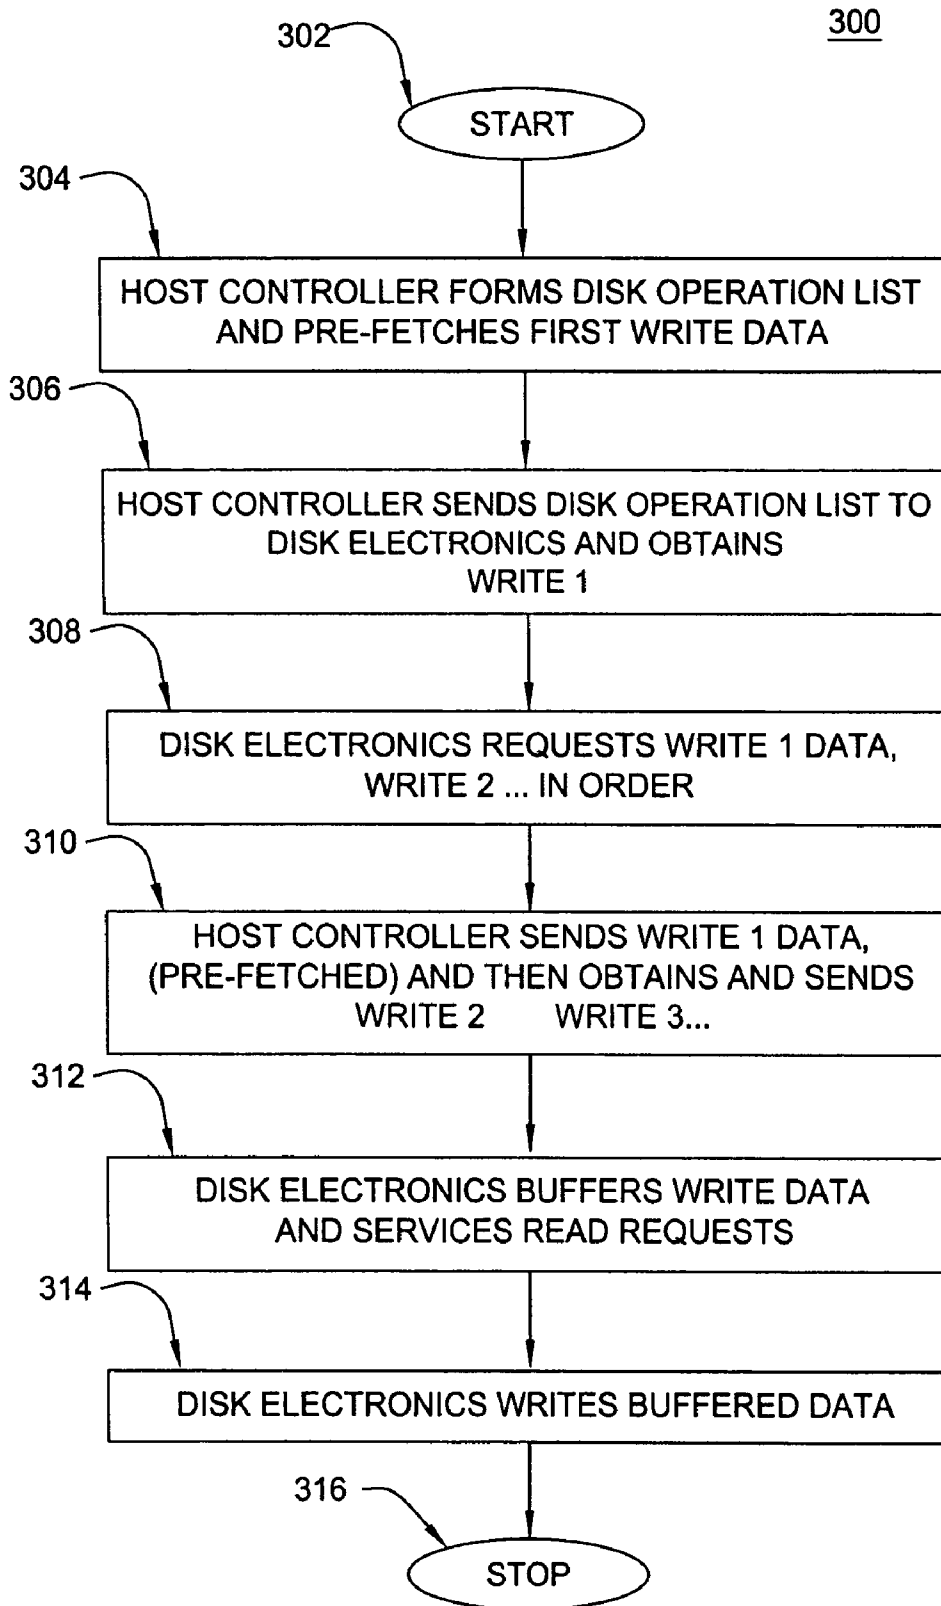 300
302
START
304
HOST CONTROLLER FORMS DISK OPERATION LIST
AND PRE-FETCHES FIRST WRITE DATA
306
HOST CONTROLLER SENDS DISK OPERATION LIST TO
DISK ELECTRONICS AND OBTAINS
WRITE 1
308
DISK ELECTRONICS REQUESTS WRITE 1 DATA,
WRITE 2 ... IN ORDER
310
HOST CONTROLLER SENDS WRITE 1 DATA,
(PRE-FETCHED) AND THEN OBTAINS AND SENDS
WRITE 2 WRITE 3...
312
DISK ELECTRONICS BUFFERS WRITE DATA
AND SERVICES READ REQUESTS
314
DISK ELECTRONICS WRITES BUFFERED DATA
316
STOP